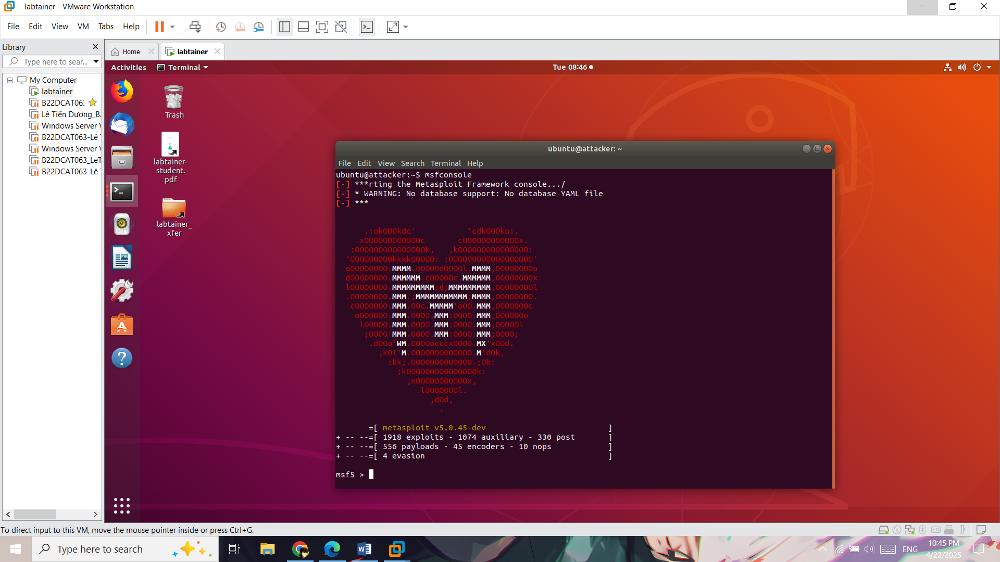 labtainer - VMware Workstation
File Edit View VM Tabs Help
Library
Type here to sear...
Home
labtainer
My Computer
labtainer
B22DCAT063
Lê Tiến Dương_B2
Windows Server V
B22DCAT063-Lê T
Windows Server V
B22DCAT063_LeT
B22DCAT063-Lê T
Activities Terminal
Tue 08:46
Trash
labtainer-
student.
pdf
labtainer_
xfer
ubuntu@attacker: ~
File Edit View Search Terminal Help
ubuntu@attacker:~$ msfconsole
[-] ***rting the Metasploit Framework console.../
[-] * WARNING: No database support: No database YAML file
[-] ***
.:okOOOkdc' 'cdkOOOko:.
.xOOOOOOOOOOOOc cOOOOOOOOOOOOx.
:OOOOOOOOOOOOOOOk, ,kOOOOOOOOOOOOOOO:
'OOOOOOOOOkkkkOOOOO: :OOOOOOOOOOOOOOOOOO'
oOOOOOOOO.MMMM.oOOOOoOOOOl.MMMM,OOOOOOOOo
dOOOOOOOO.MMMMMM.cOOOOOc.MMMMMM,OOOOOOOOx
lOOOOOOOO.MMMMMMMMM;d;MMMMMMMMM,OOOOOOOOl
.OOOOOOOO.MMM.;MMMMMMMMMMM;MMMM,OOOOOOOO.
cOOOOOOO.MMM.OOc.MMMMM'oOO.MMM,OOOOOOOc
oOOOOOO.MMM.OOOO.MMM:OOOO.MMM,OOOOOOo
lOOOOO.MMM.OOOO.MMM:OOOO.MMM,OOOOOl
;OOOO'MMM.OOOO.MMM:OOOO.MMM;OOOO;
.dOOo'WM.OOOOocccxOOOO.MX'xOOd.
,kOl'M.OOOOOOOOOOOOO.M'dOk,
:kk;.OOOOOOOOOOOOO.;Ok:
;kOOOOOOOOOOOOOOOk:
,xOOOOOOOOOOOx,
.lOOOOOOOl.
,dOd,
.
=[ metasploit v5.0.45-dev ]
+ -- --=[ 1918 exploits - 1074 auxiliary - 330 post ]
+ -- --=[ 556 payloads - 45 encoders - 10 nops ]
+ -- --=[ 4 evasion ]
msf5 >
To direct input to this VM, move the mouse pointer inside or press Ctrl+G.
Type here to search
ENG
10:45 PM
4/22/2025